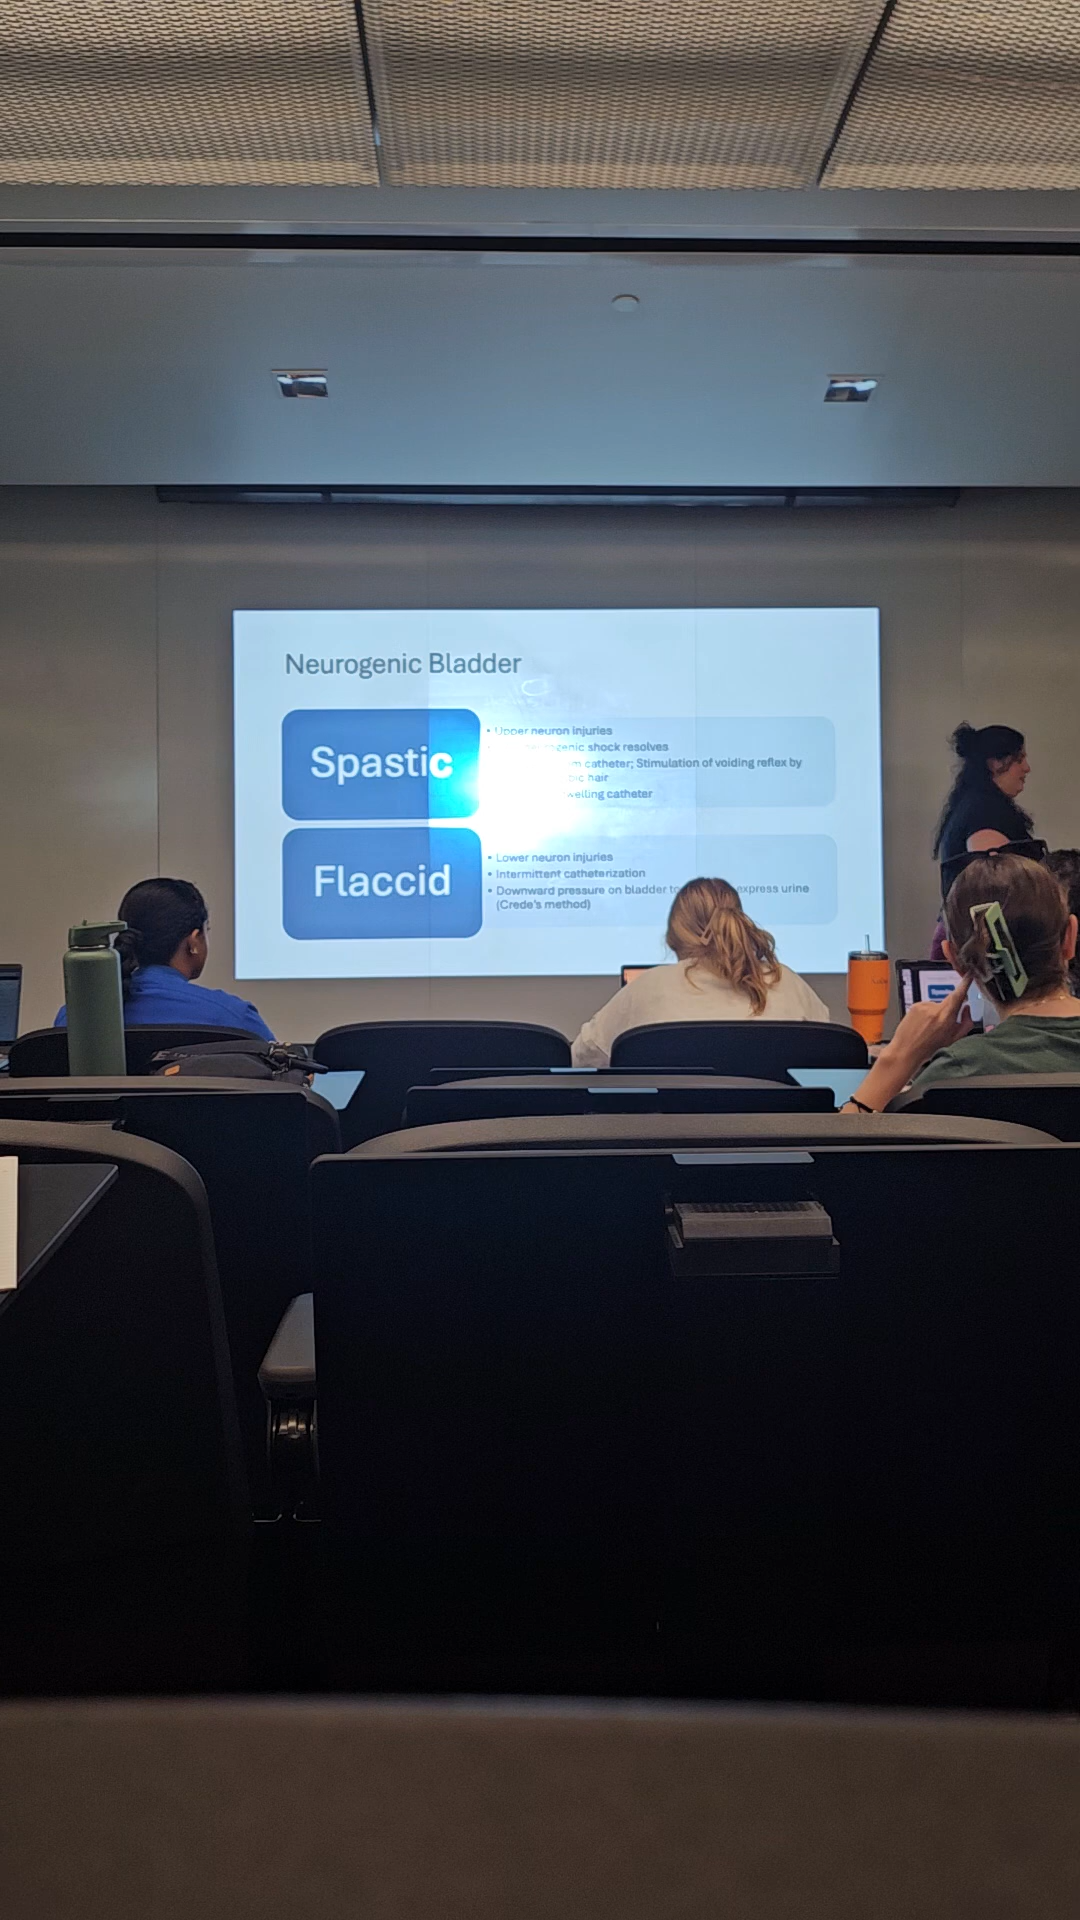 Neurogenic Bladder
Spastic
• Upper neuron injuries
shock resolves
catheter; Stimulation of voiding reflex by
hair
catheter
Flaccid
• Lower neuron injuries
• Intermittent catheterization
• Downward pressure on bladder to express urine
(Crede's method)